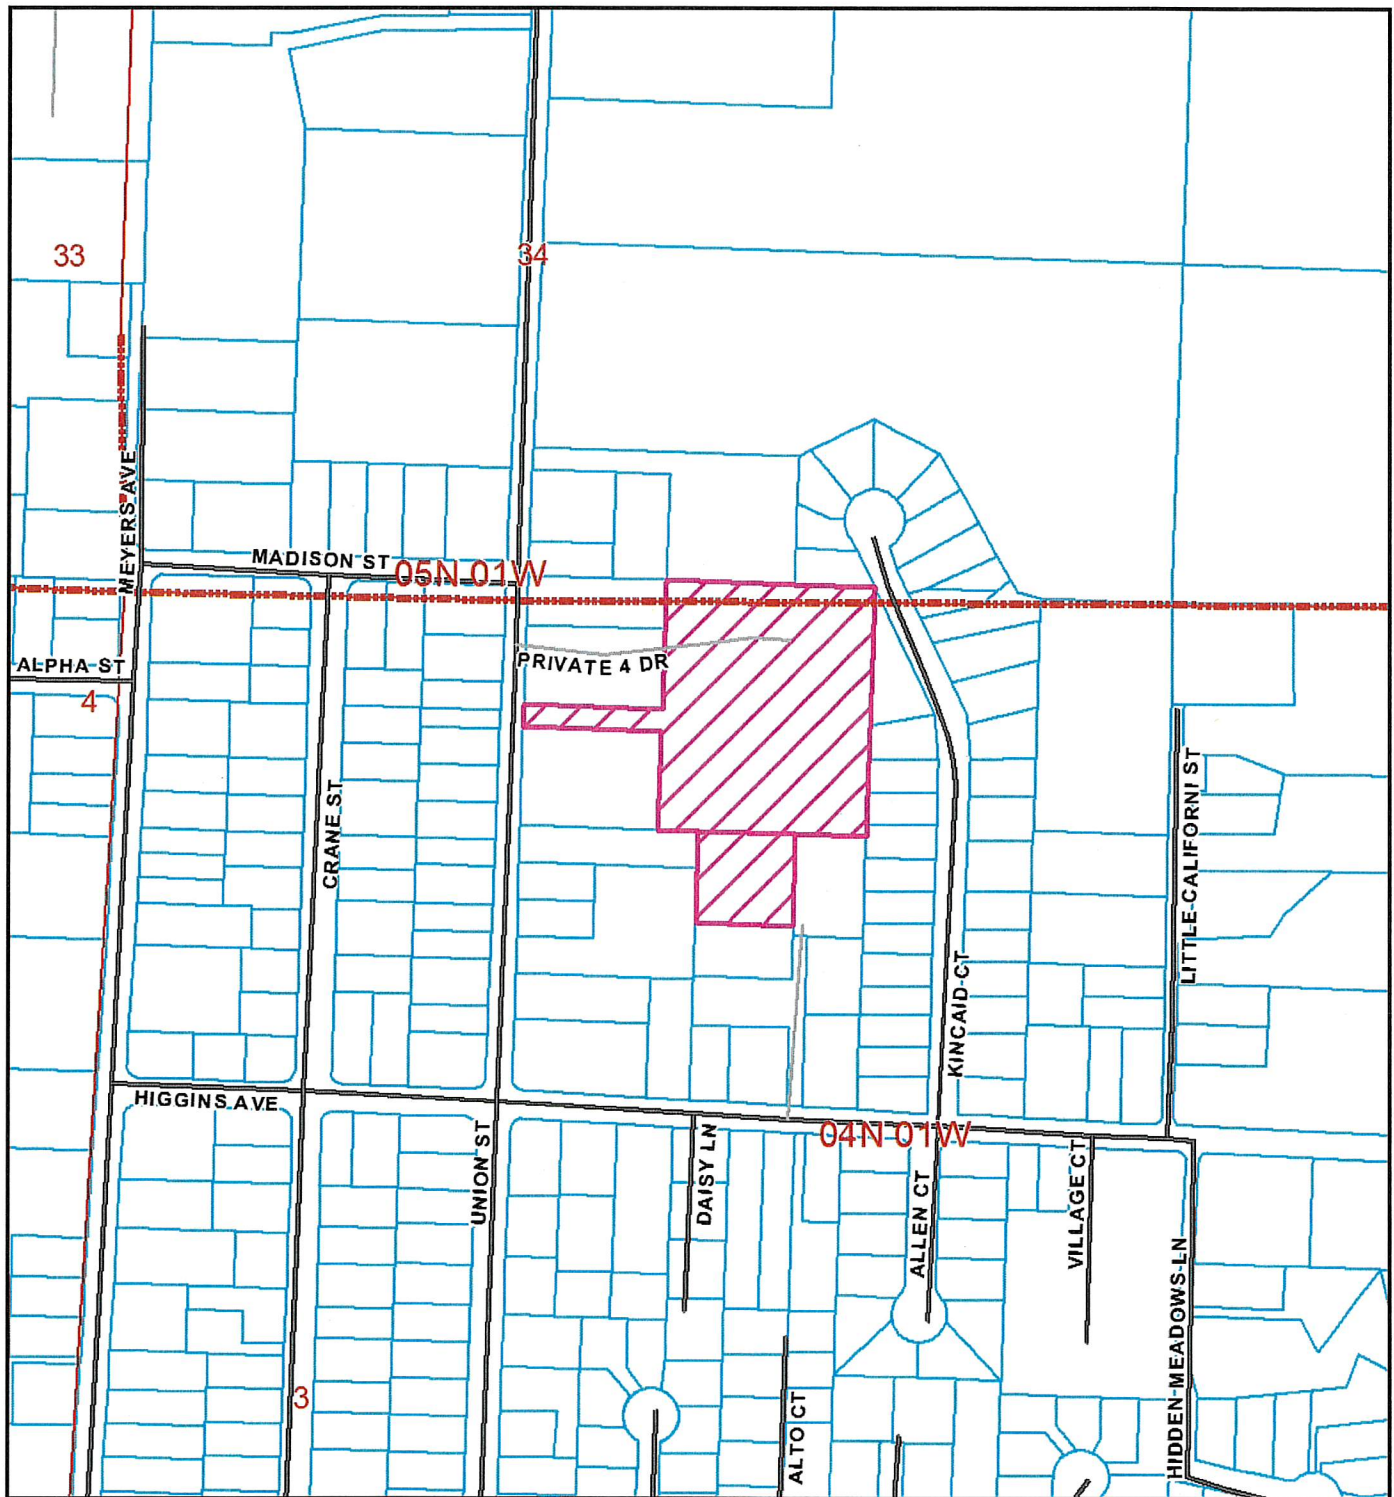 33
34
MEYERS AVE
MADISON ST
05N 01W
ALPHA ST
PRIVATE 4 DR
4
CRANE ST
LITTLE CALIFORNI ST
KINCAID CT
HIGGINS AVE
04N 01W
UNION ST
DAISY LN
ALLEN CT
VILLAGE CT
HIDDEN MEADOWS LN
3
ALTO CT